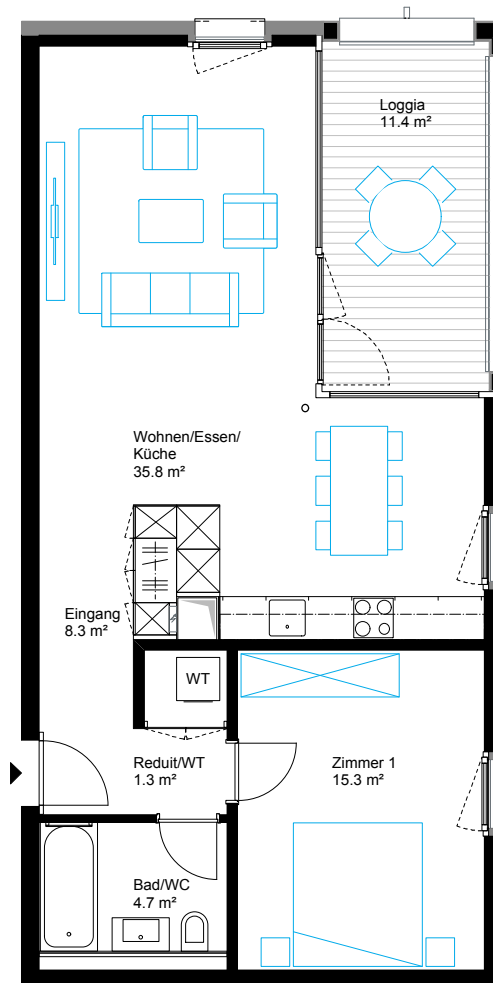 Loggia
11.4 m²
Wohnen/Essen/
Küche
35.8 m²
Eingang
8.3 m²
WT
Reduit/WT
1.3 m²
Zimmer 1
15.3 m²
Bad/WC
4.7 m²